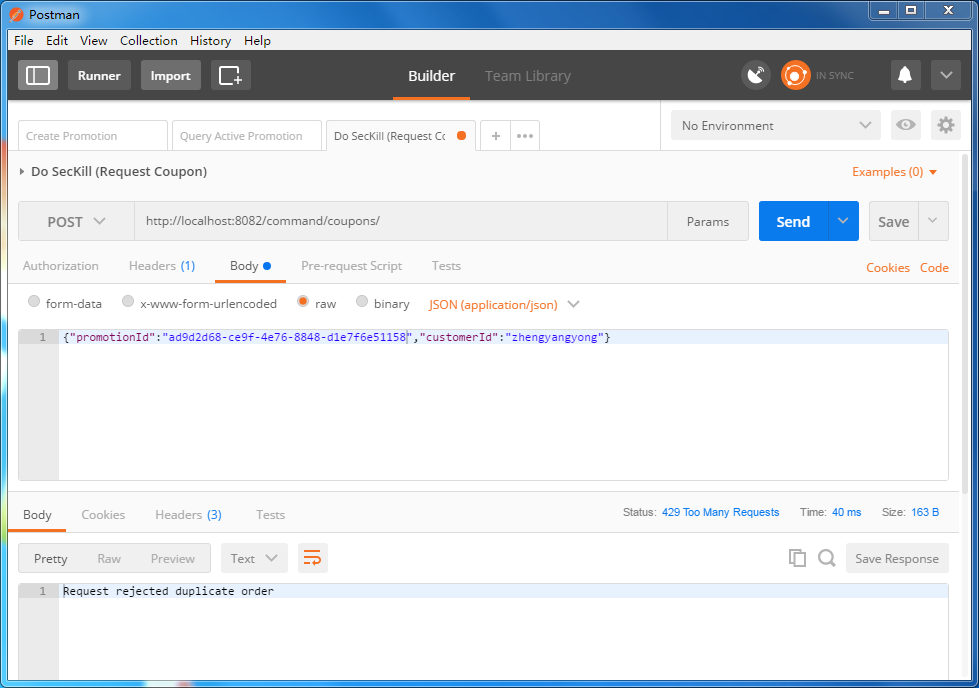 Postman
File Edit View Collection History Help
Runner Import Builder Team Library IN SYNC
Create Promotion Query Active Promotion Do SecKill (Request Cc + ••• No Environment
Do SecKill (Request Coupon) Examples (0)
POST http://localhost:8082/command/coupons/ Params Send Save
Authorization Headers (1) Body Pre-request Script Tests Cookies Code
form-data x-www-form-urlencoded raw binary JSON (application/json)
1 {"promotionId":"ad9d2d68-ce9f-4e76-8848-d1e7f6e51158","customerId":"zhengyangyong"}
Body Cookies Headers (3) Tests Status: 429 Too Many Requests Time: 40 ms Size: 163 B
Pretty Raw Preview Text Save Response
1 Request rejected duplicate order